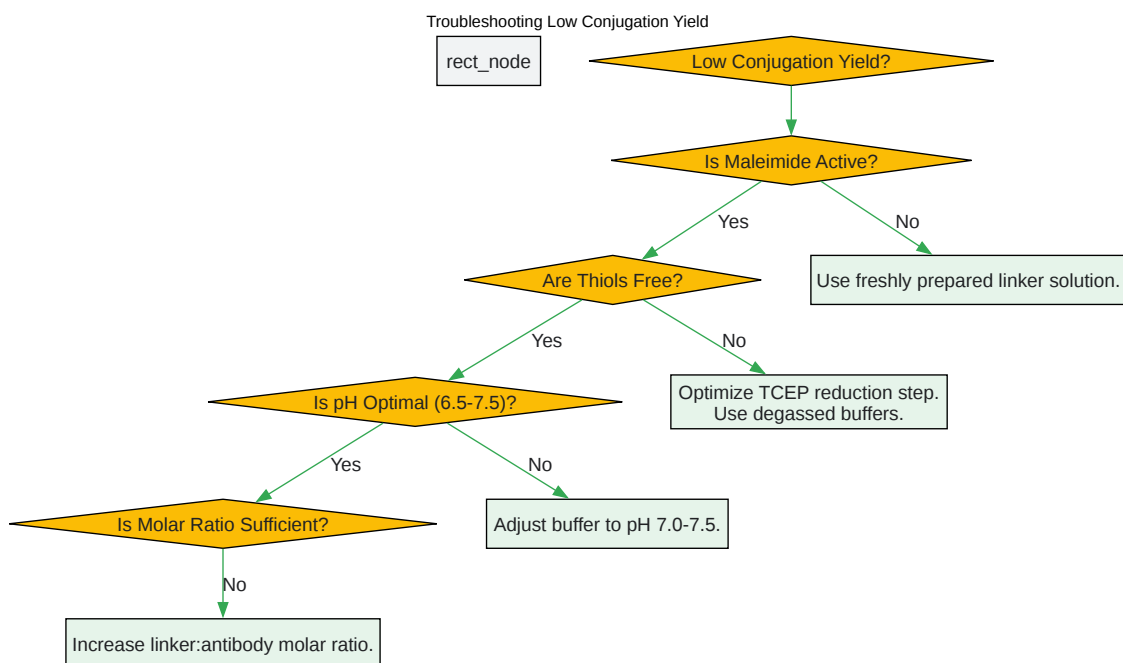 Troubleshooting Low Conjugation Yield
rect_node
Low Conjugation Yield?
Is Maleimide Active?
Yes
No
Are Thiols Free?
Use freshly prepared linker solution.
Yes
No
Is pH Optimal (6.5-7.5)?
Optimize TCEP reduction step.
Use degassed buffers.
Yes
No
Is Molar Ratio Sufficient?
Adjust buffer to pH 7.0-7.5.
No
Increase linker:antibody molar ratio.